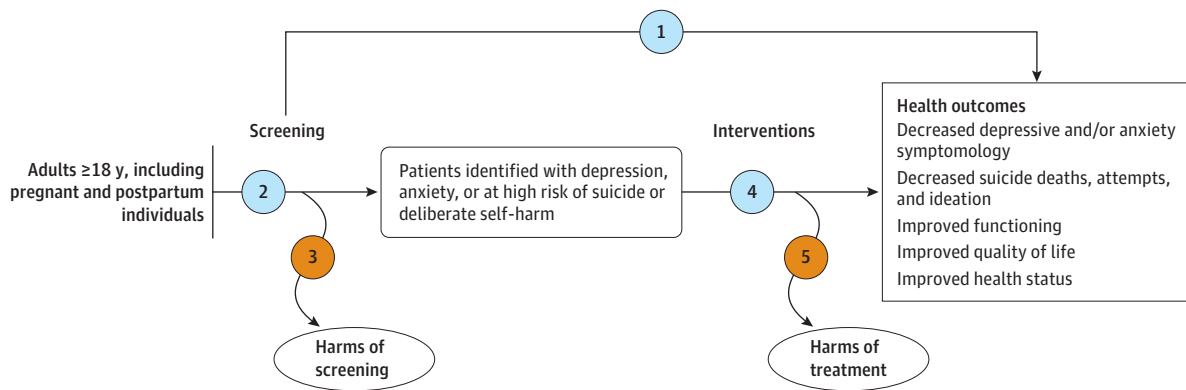 1
Screening
Interventions
Adults ≥18 y, including
pregnant and postpartum
individuals
2
Patients identified with depression,
anxiety, or at high risk of suicide or
deliberate self-harm
4
Health outcomes
Decreased depressive and/or anxiety
symptomology
Decreased suicide deaths, attempts,
and ideation
Improved functioning
Improved quality of life
Improved health status
3
5
Harms of
screening
Harms of
treatment